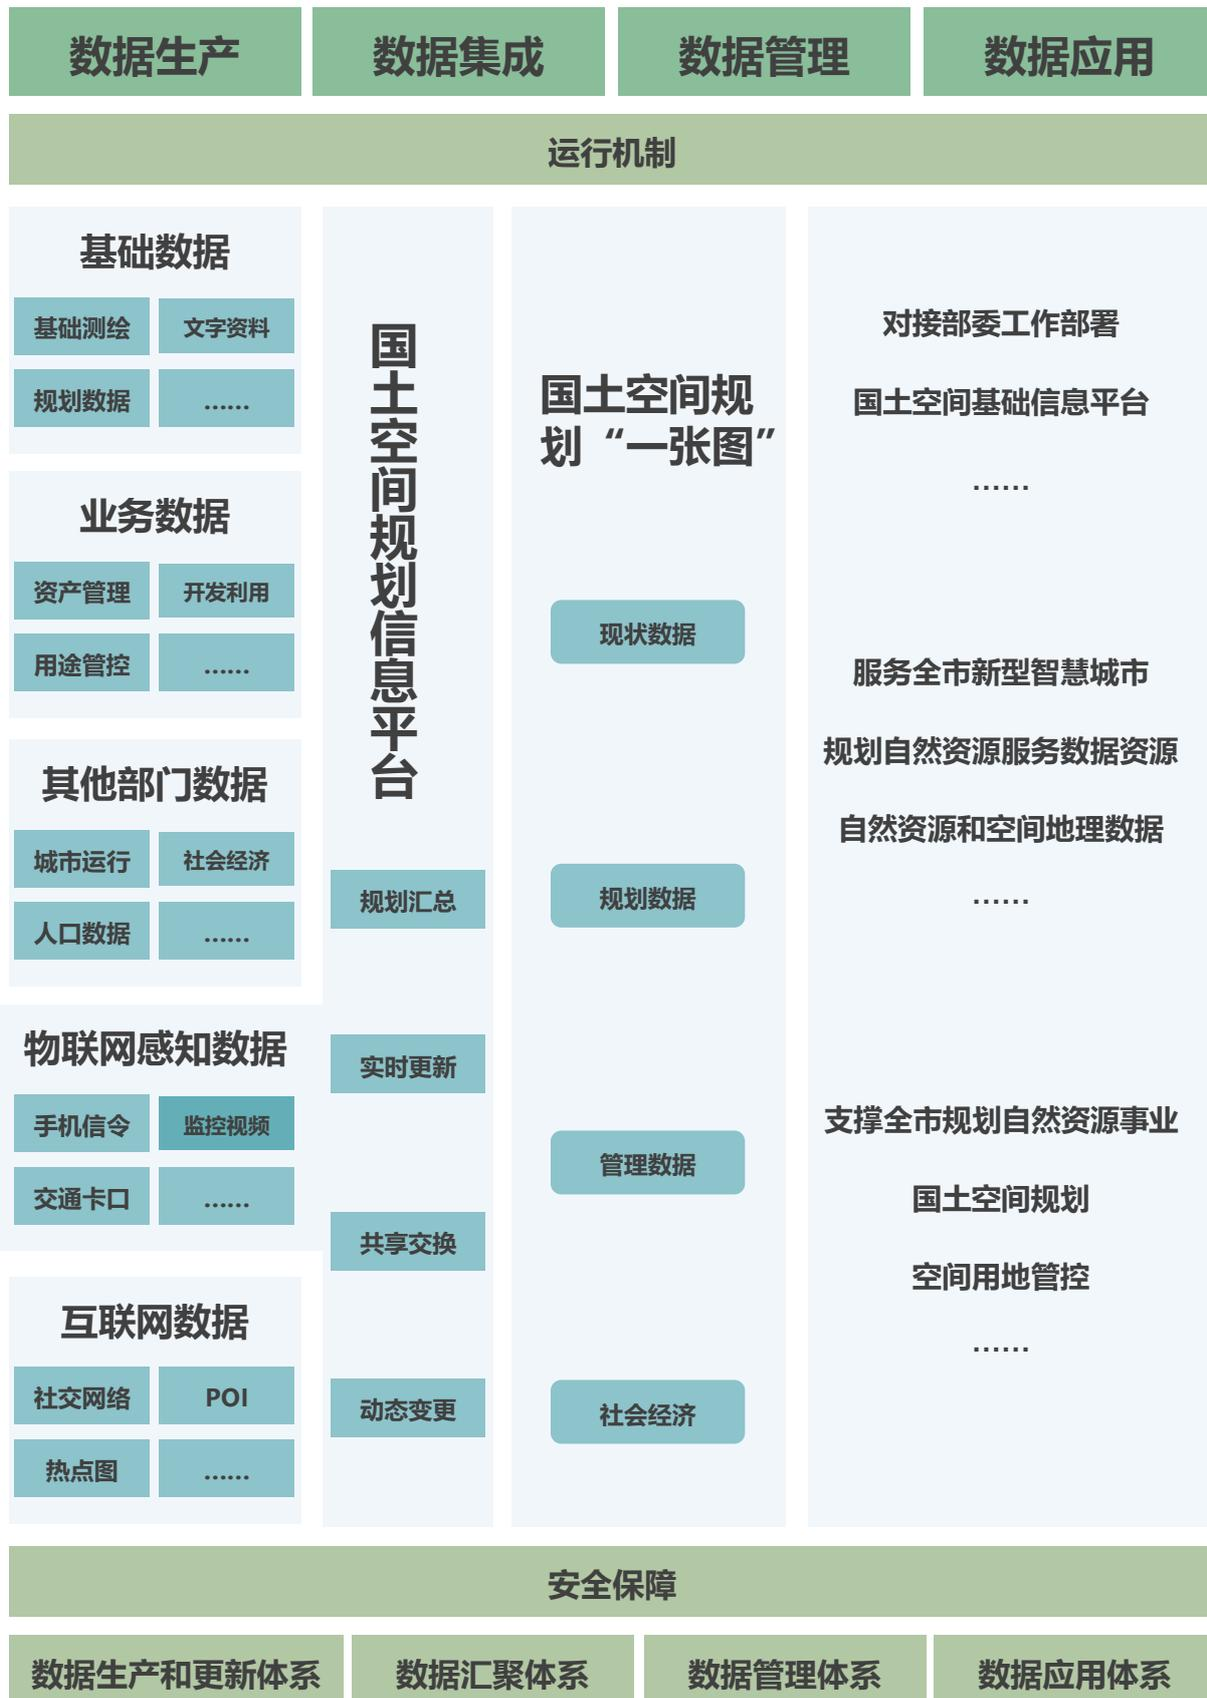 数据生产
数据集成
数据管理
数据应用
运行机制
基础数据
基础测绘
文字资料
规划数据
……
业务数据
资产管理
开发利用
用途管控
……
其他部门数据
城市运行
社会经济
人口数据
……
物联网感知数据
手机信令
监控视频
交通卡口
……
互联网数据
社交网络
POI
热点图
……
国土空间规划信息平台
规划汇总
实时更新
共享交换
动态变更
国土空间规
划“一张图”
现状数据
规划数据
管理数据
社会经济
对接部委工作部署
国土空间基础信息平台
……
服务全市新型智慧城市
规划自然资源服务数据资源
自然资源和空间地理数据
……
支撑全市规划自然资源事业
国土空间规划
空间用地管控
……
安全保障
数据生产和更新体系
数据汇聚体系
数据管理体系
数据应用体系